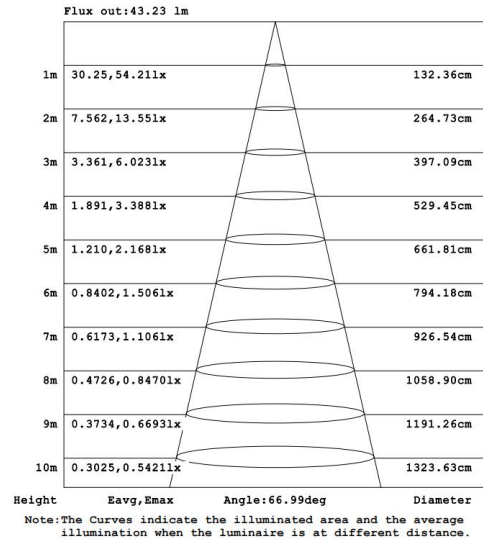 Flux out:43.23 lm
1m 30.25,54.21lx 132.36cm
2m 7.562,13.55lx 264.73cm
3m 3.361,6.023lx 397.09cm
4m 1.891,3.388lx 529.45cm
5m 1.210,2.168lx 661.81cm
6m 0.8402,1.506lx 794.18cm
7m 0.6173,1.106lx 926.54cm
8m 0.4726,0.8470lx 1058.90cm
9m 0.3734,0.6693lx 1191.26cm
10m 0.3025,0.5421lx 1323.63cm
Height Eavg,Emax Angle:66.99deg Diameter
Note:The Curves indicate the illuminated area and the average
illumination when the luminaire is at different distance.